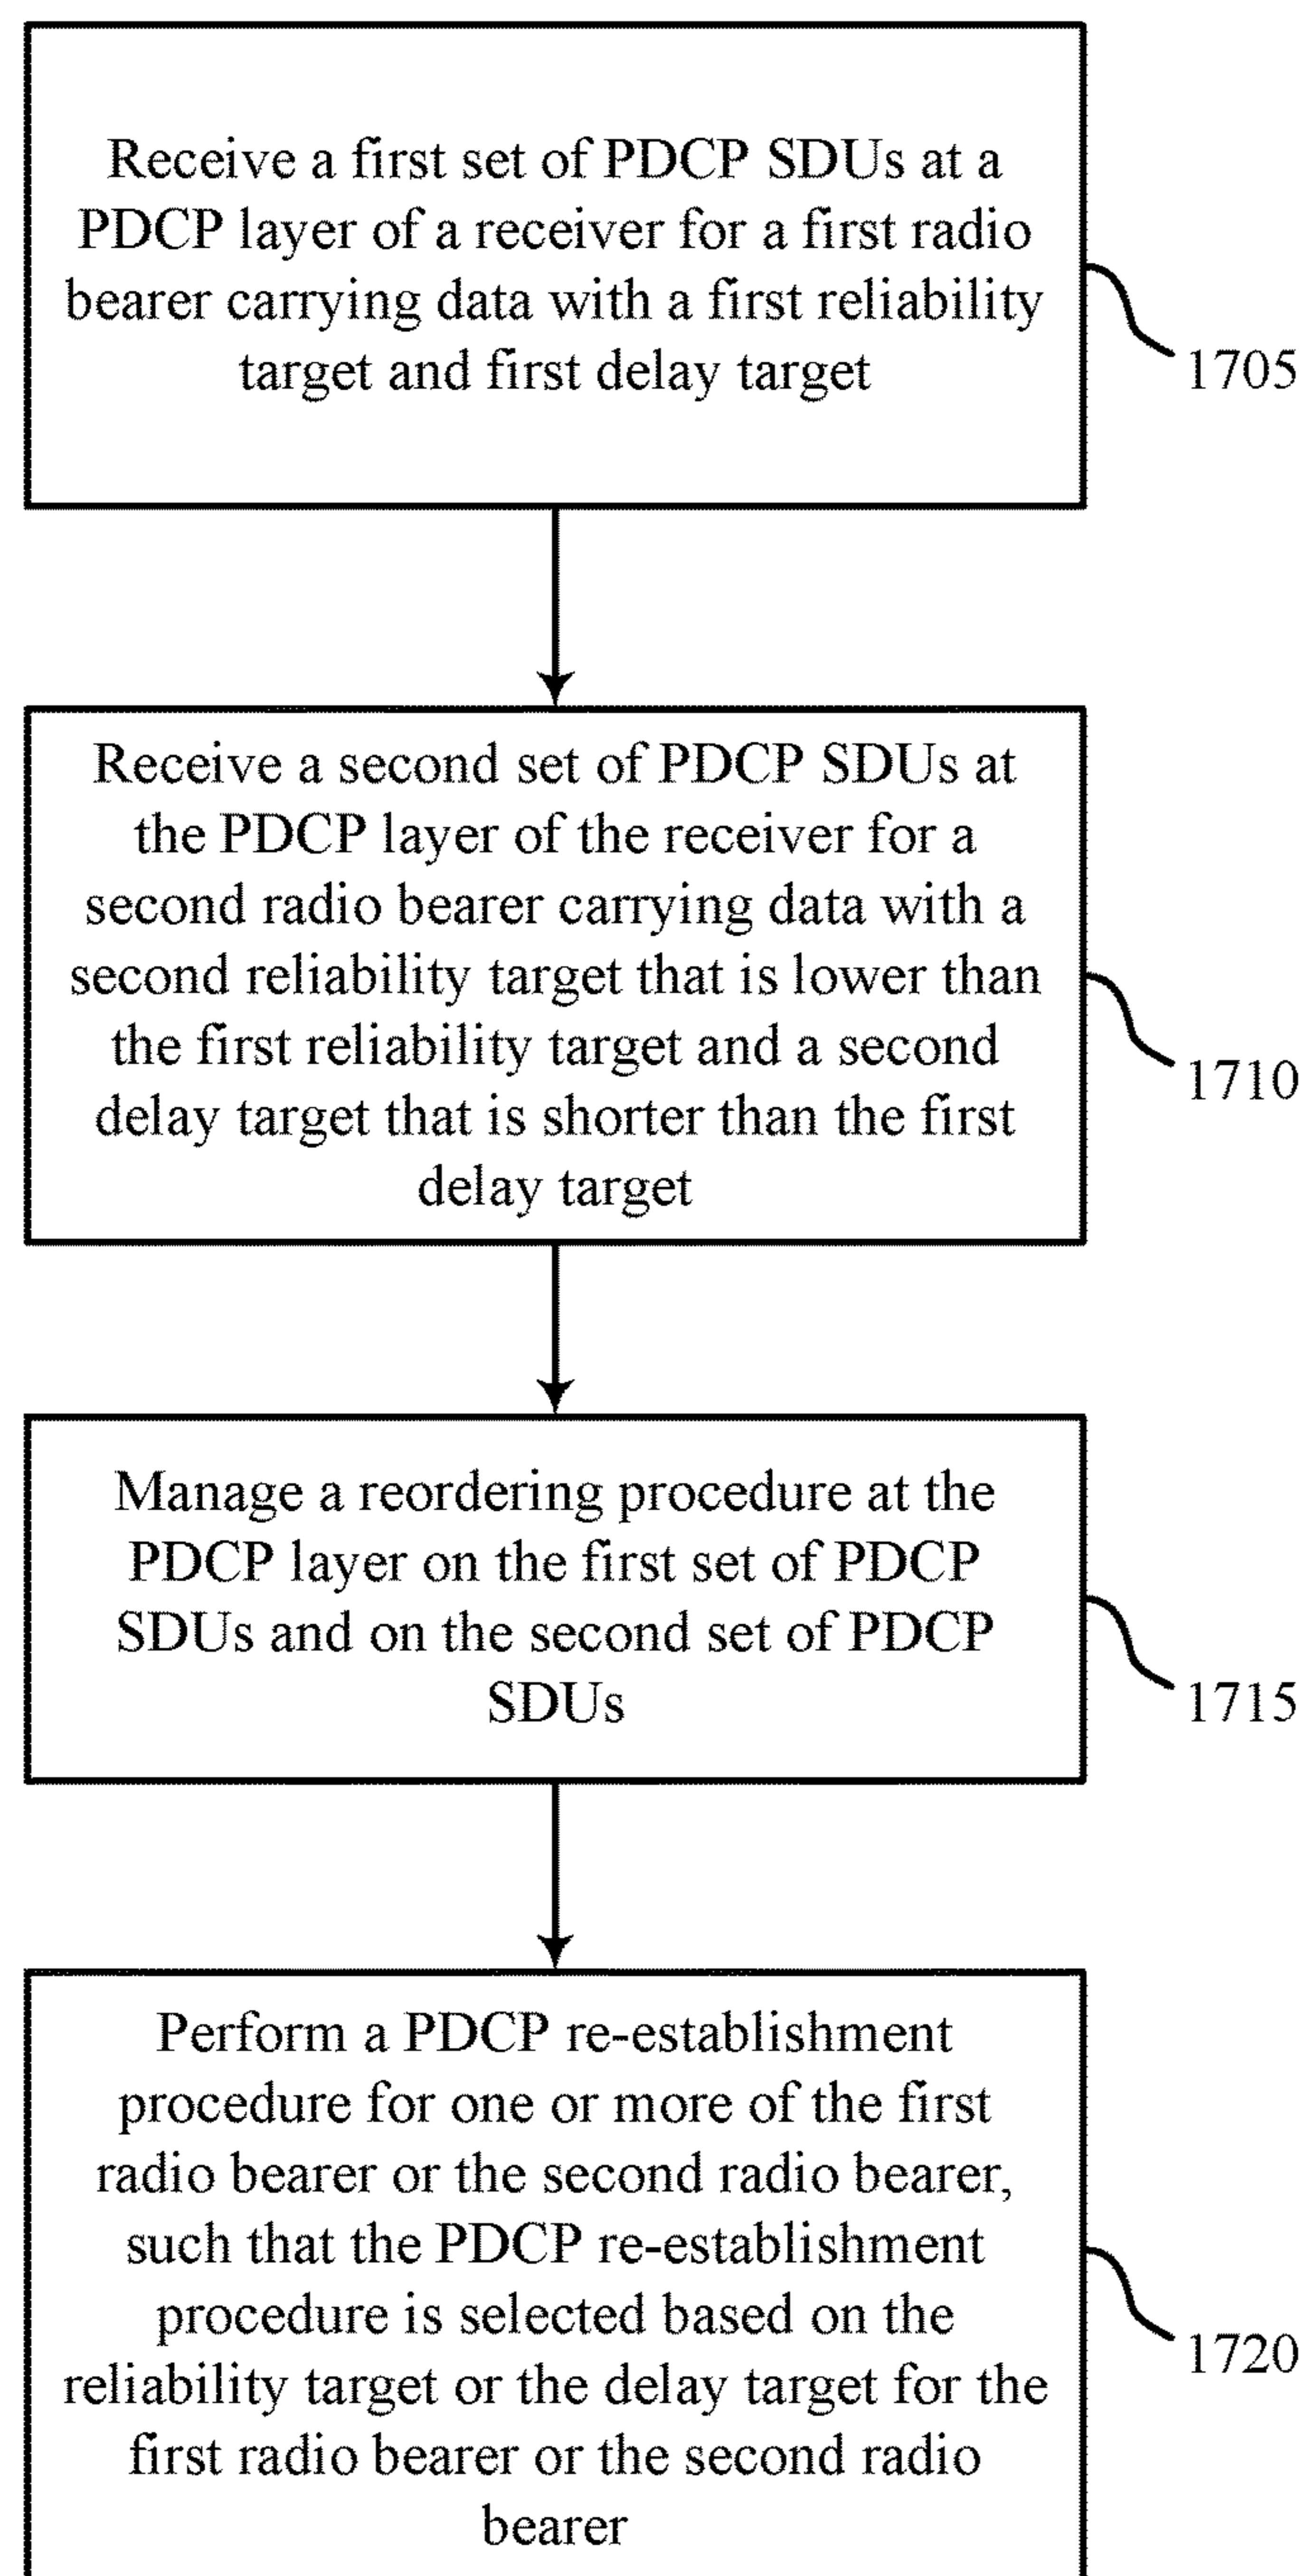 Receive a first set of PDCP SDUs at a
PDCP layer of a receiver for a first radio
bearer carrying data with a first reliability
target and first delay target
1705
Receive a second set of PDCP SDUs at
the PDCP layer of the receiver for a
second radio bearer carrying data with a
second reliability target that is lower than
the first reliability target and a second
delay target that is shorter than the first
delay target
1710
Manage a reordering procedure at the
PDCP layer on the first set of PDCP
SDUs and on the second set of PDCP
SDUs
1715
Perform a PDCP re-establishment
procedure for one or more of the first
radio bearer or the second radio bearer,
such that the PDCP re-establishment
procedure is selected based on the
reliability target or the delay target for the
first radio bearer or the second radio
bearer
1720